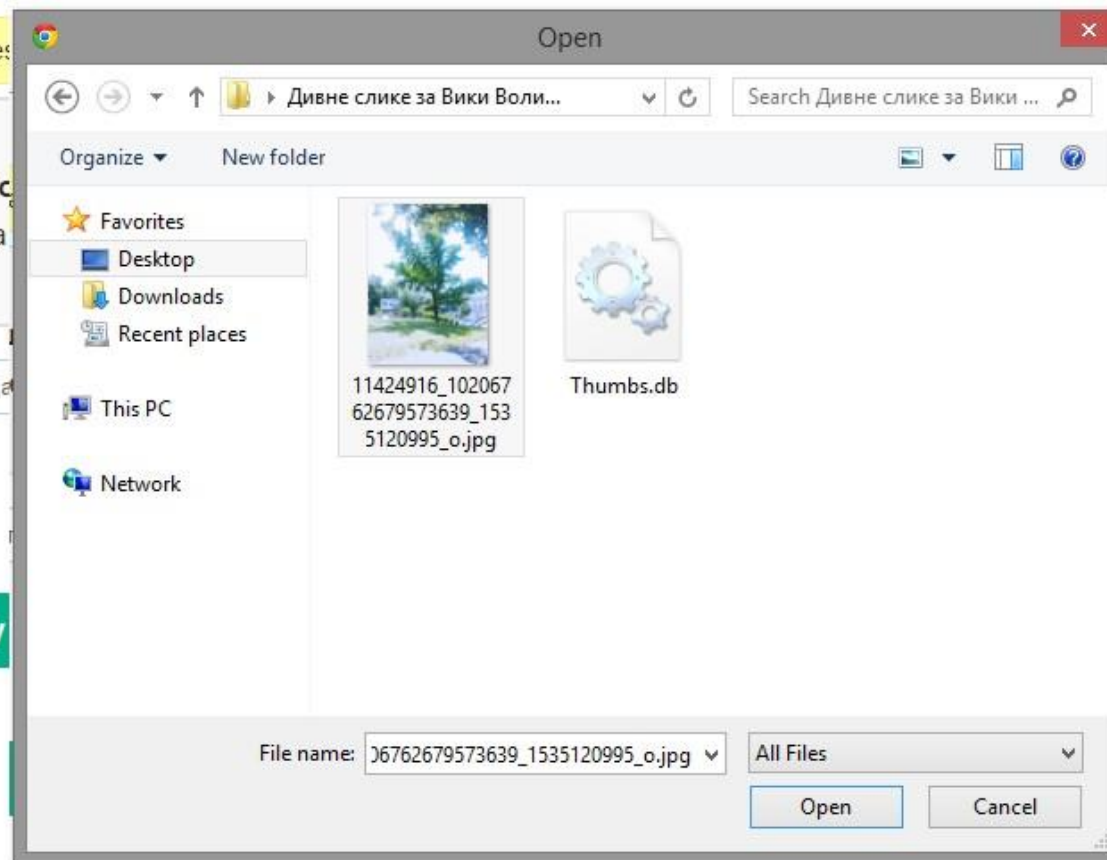 Open
Дивне слике за Вики Воли...
Search Дивне слике за Вики ...
Organize
New folder
Favorites
Desktop
Downloads
Recent places
This PC
Network
11424916_102067
62679573639_153
5120995_o.jpg
Thumbs.db
File name:
06762679573639_1535120995_o.jpg
All Files
Open
Cancel